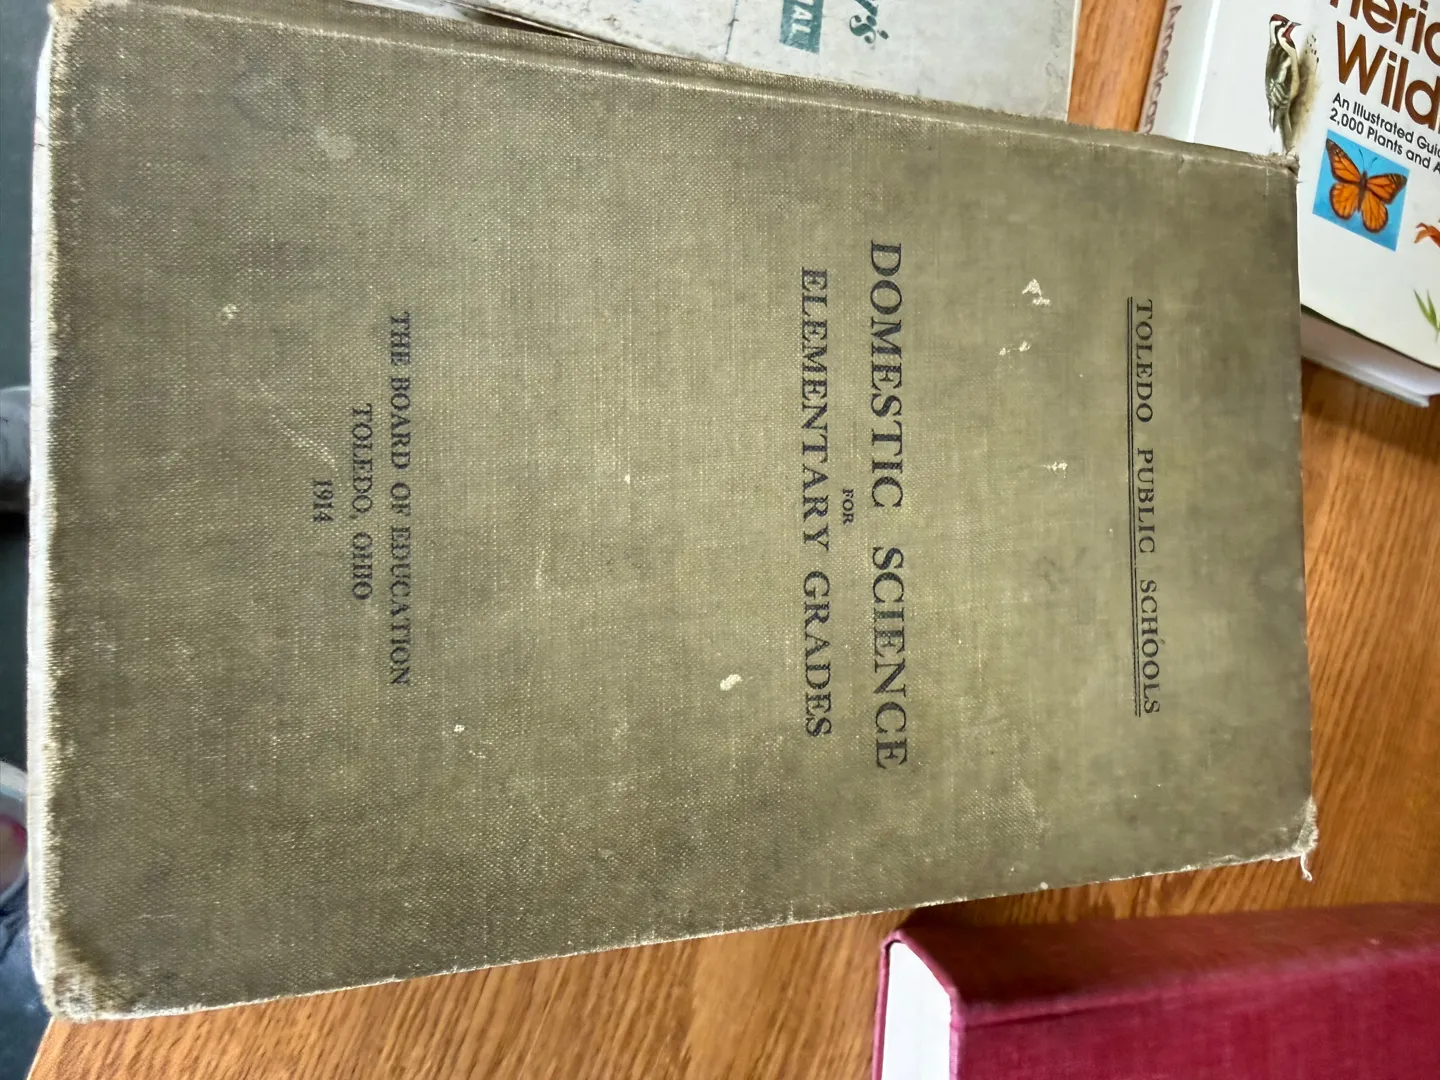 TOLEDO PUBLIC SCHOOLS
DOMESTIC SCIENCE
FOR
ELEMENTARY GRADES
THE BOARD OF EDUCATION
TOLEDO, OHIO
1914
American
Wild
An Illustrated
2,000 Plants and